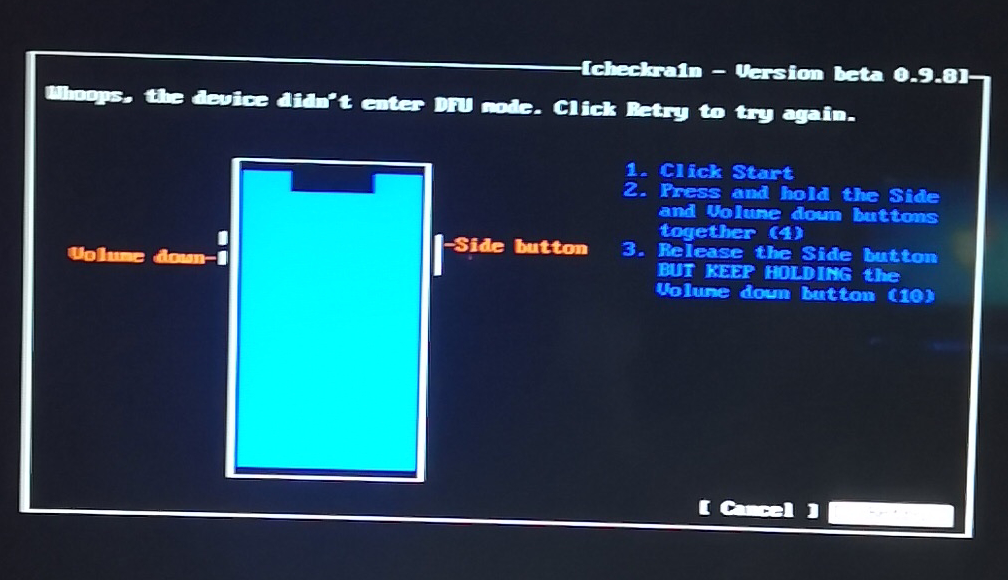 [checkra1n - Version beta 0.9.8]
Whoops, the device didn't enter DFU mode. Click Retry to try again.
1. Click Start
2. Press and hold the Side
and Volume down buttons
together (4)
3. Release the Side button
BUT KEEP HOLDING the
Volume down button (10)
Volume down
Side button
[ Cancel ]